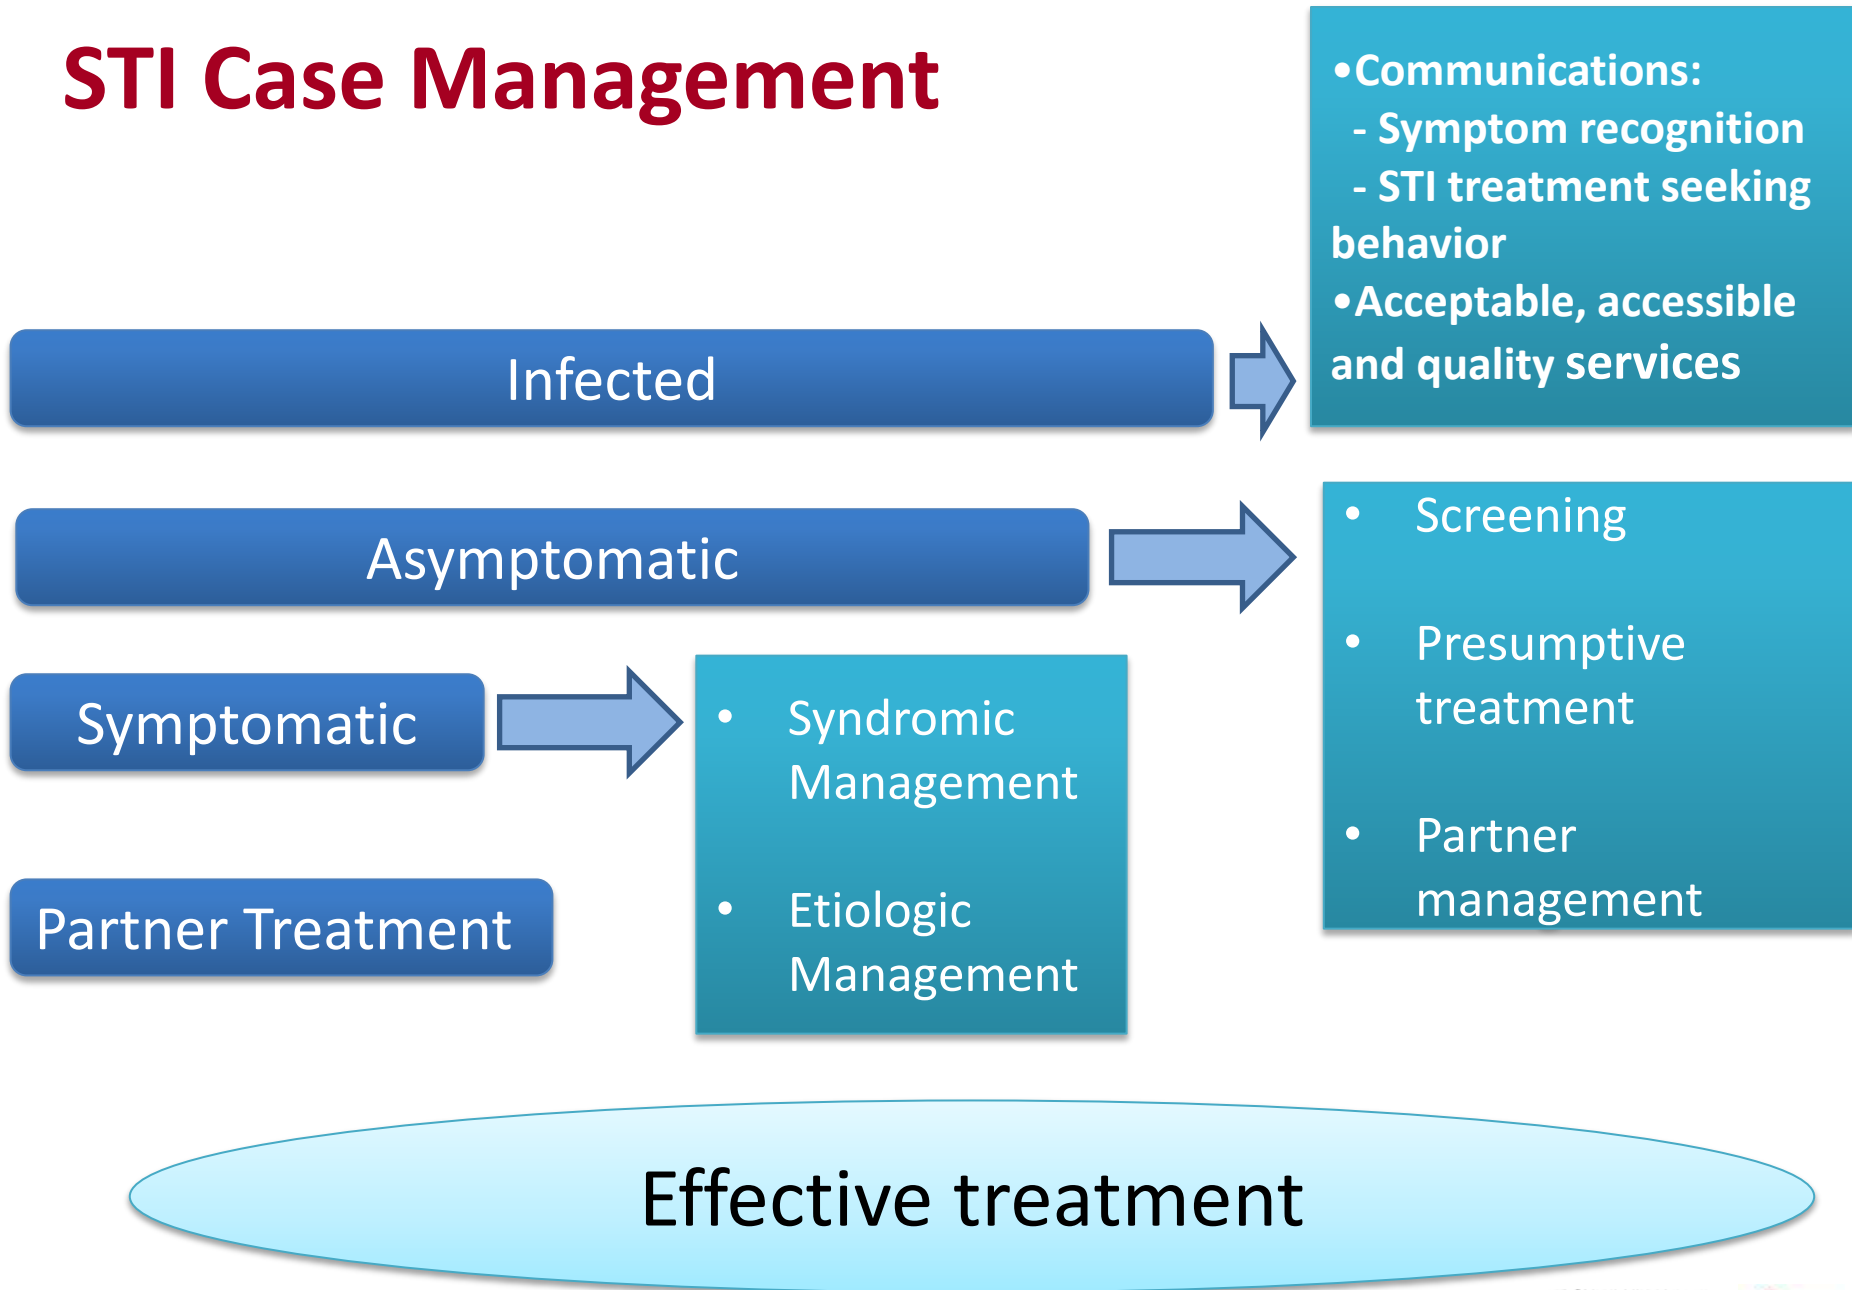 STI Case Management
•Communications:
- Symptom recognition
- STI treatment seeking
behavior
•Acceptable, accessible
and quality services
Infected
Asymptomatic
• Screening
• Presumptive
treatment
• Partner
management
Symptomatic
• Syndromic
Management
• Etiologic
Management
Partner Treatment
Effective treatment